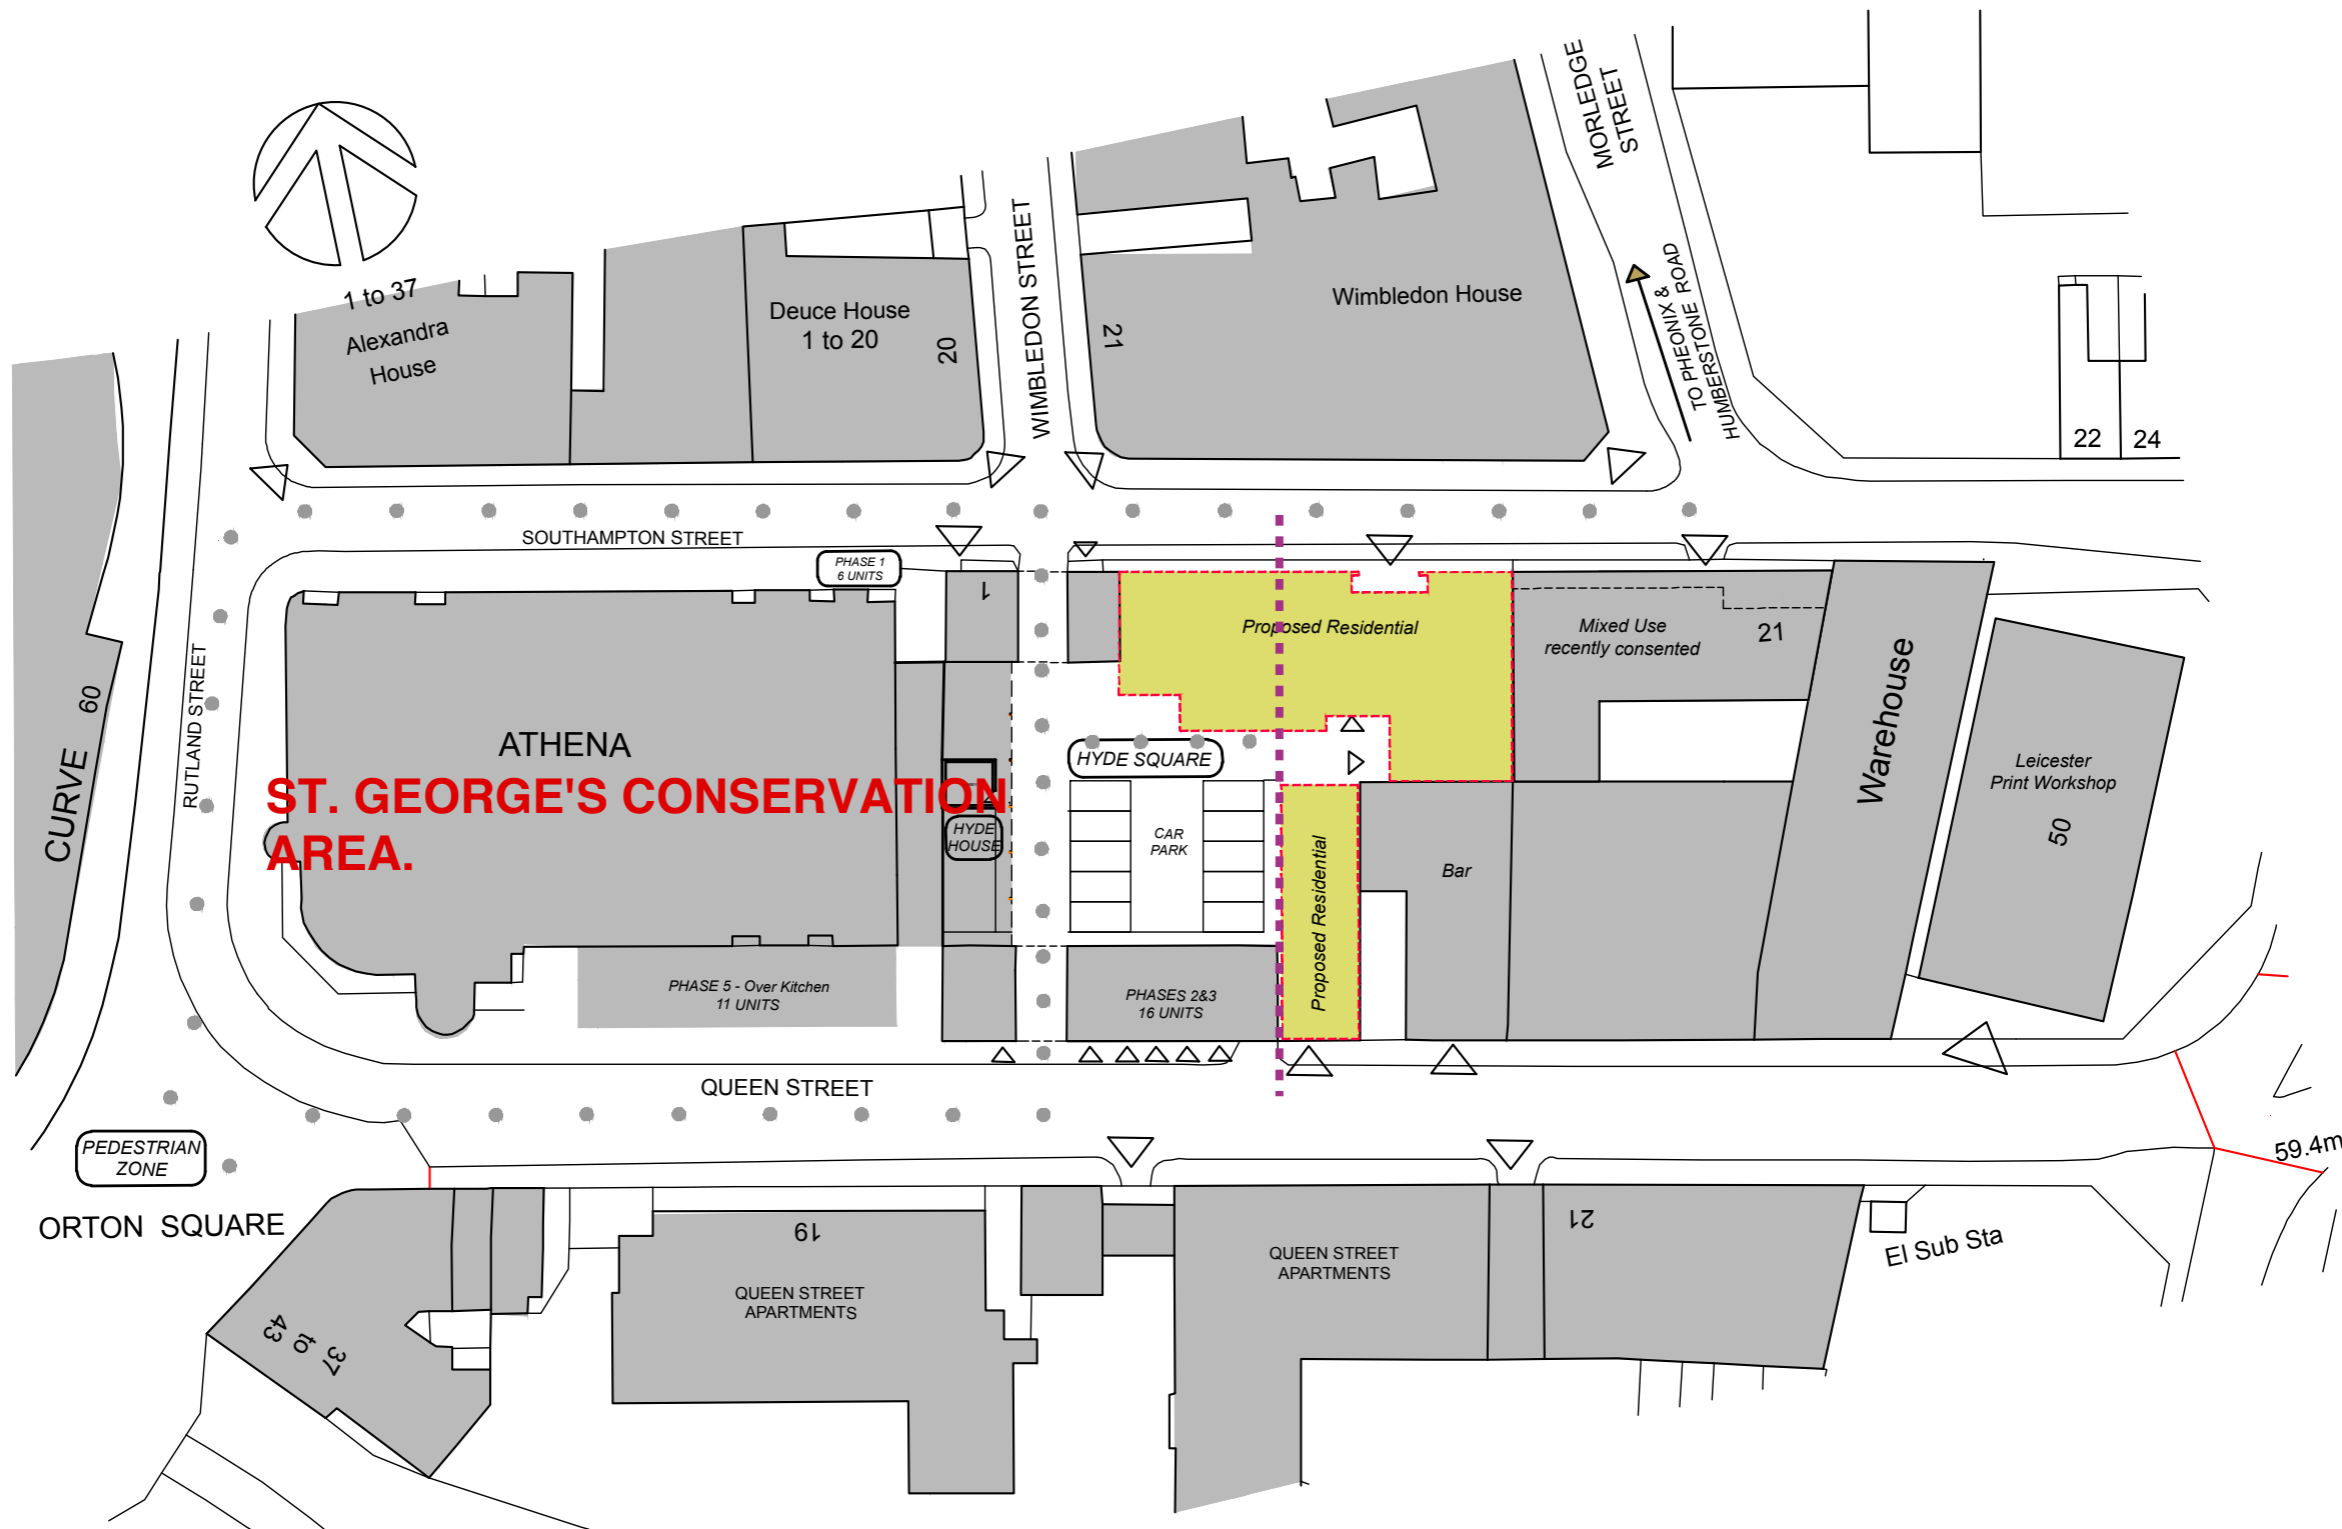 MORLEDGE
STREET
1 to 37
Alexandra
House
Deuce House
1 to 20
20
WIMBLEDON STREET
21
Wimbledon House
TO PHEONIX &
HUMBERSTONE ROAD
22
24
SOUTHAMPTON STREET
PHASE 1
6 UNITS
1
Proposed Residential
Mixed Use
recently consented
21
Warehouse
Leicester
Print Workshop
50
CURVE
60
RUTLAND STREET
ATHENA
ST. GEORGE'S CONSERVATION
AREA.
HYDE SQUARE
HYDE
HOUSE
CAR
PARK
Proposed Residential
Bar
PHASE 5 - Over Kitchen
11 UNITS
PHASES 2&3
16 UNITS
QUEEN STREET
PEDESTRIAN
ZONE
ORTON SQUARE
59.4m
19
QUEEN STREET
APARTMENTS
QUEEN STREET
APARTMENTS
21
El Sub Sta
37
to
43